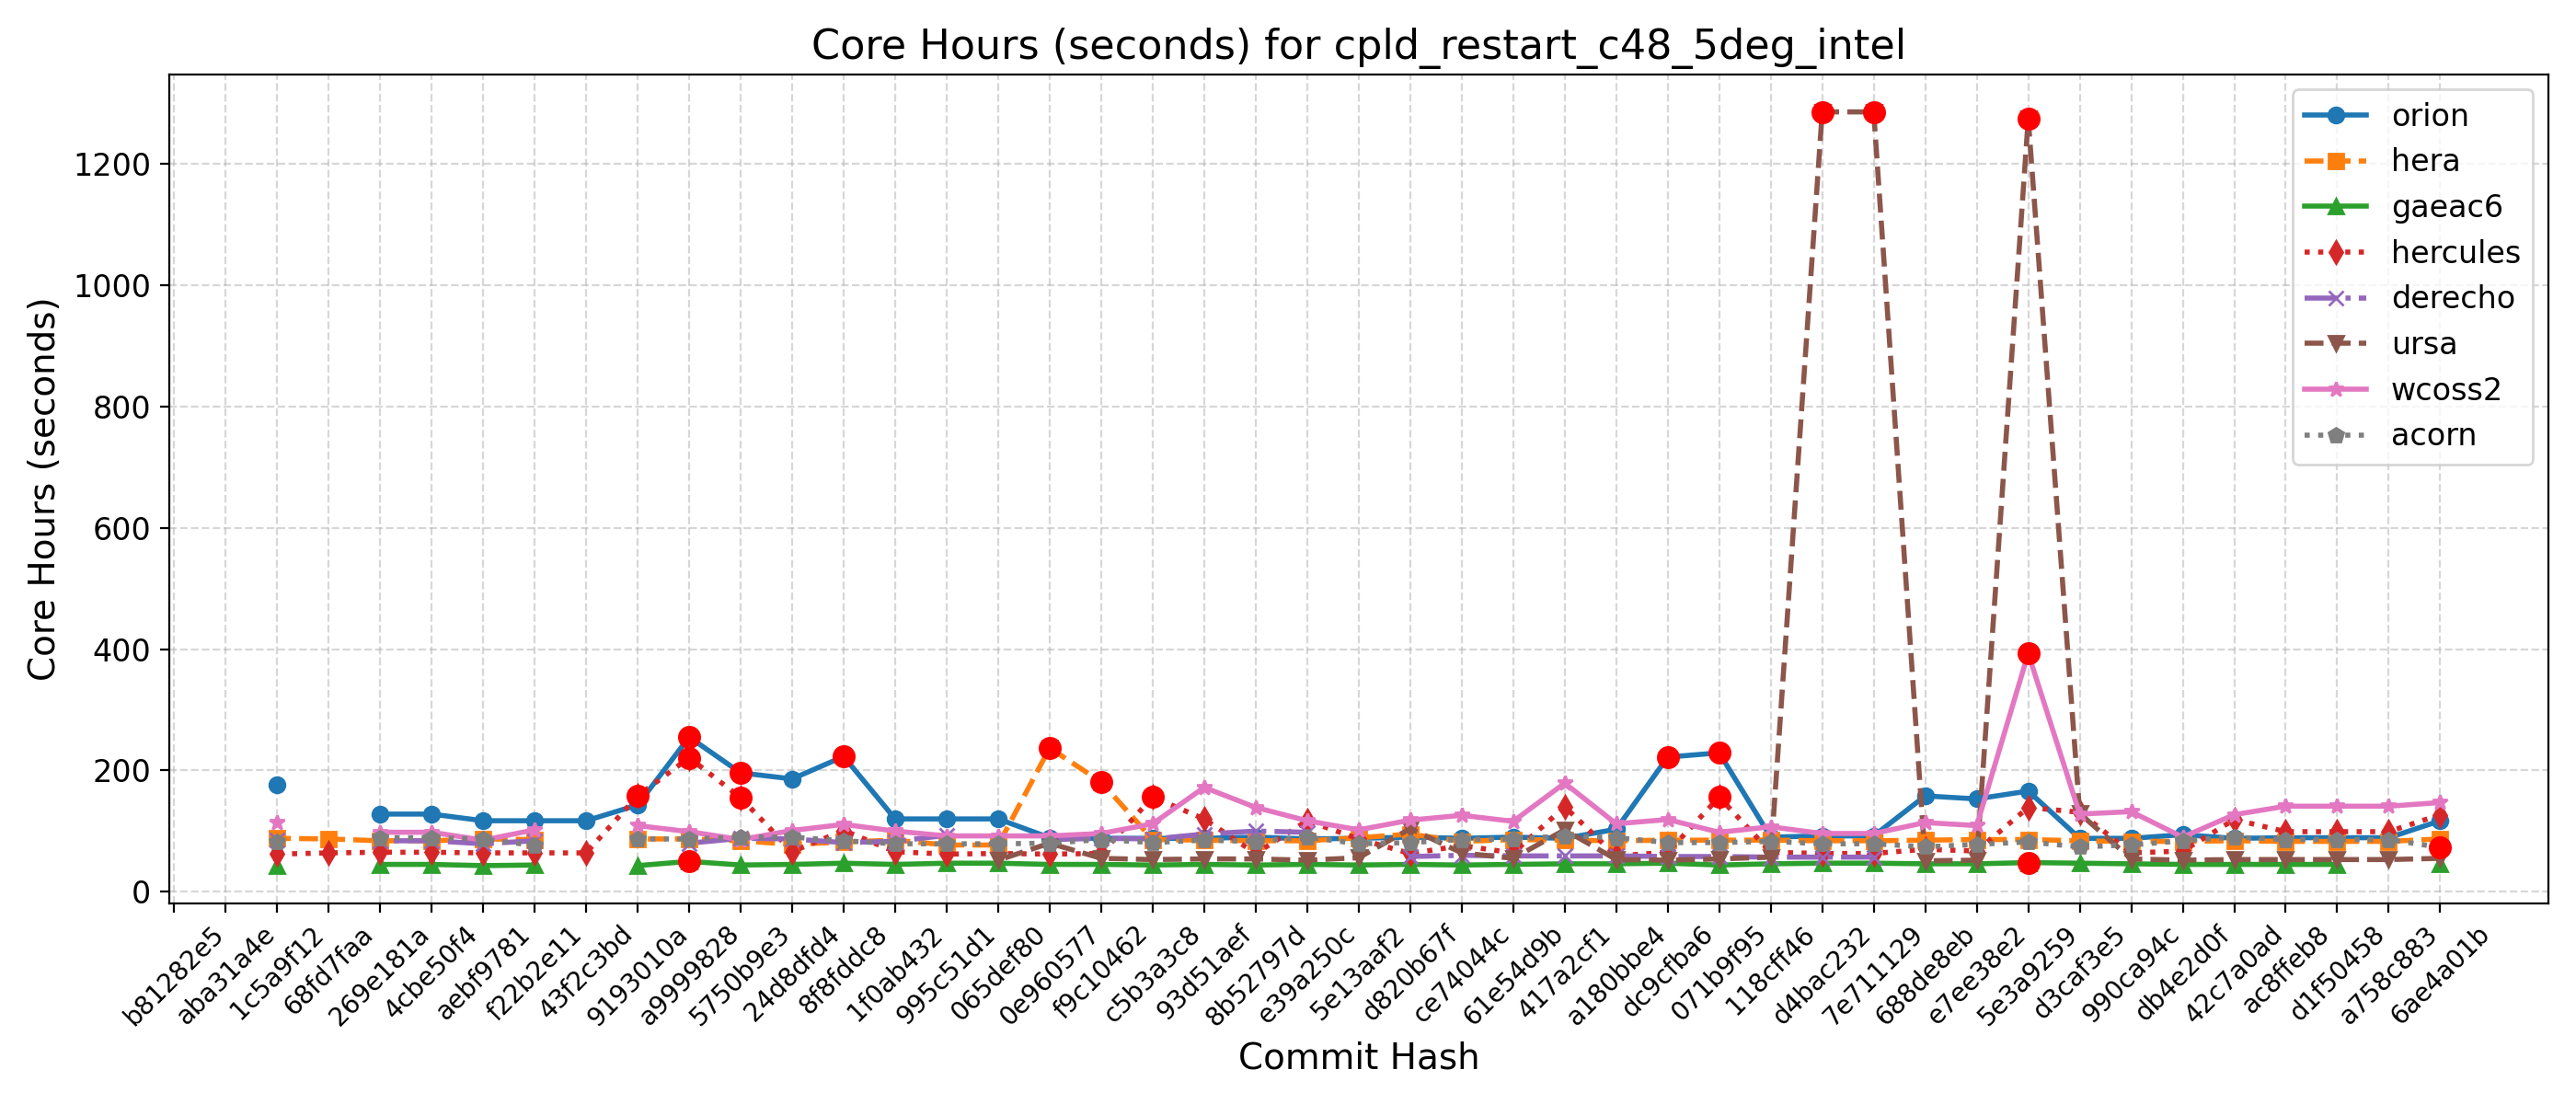 Core Hours (seconds) for cpld_restart_c48_5deg_intel
Core Hours (seconds)
1200
1000
800
600
400
200
0
orion
hera
gaeac6
hercules
derecho
ursa
wcoss2
acorn
b81282e5
aba31a4e
1c5a9f12
68fd7faa
269e181a
4cbe50f4
aebf9781
f22b2e11
43f2c3bd
9193010a
a9999828
5750b9e3
24d8dfd4
8f8fddc8
1f0ab432
995c51d1
065def80
0e960577
f9c10462
c5b3a3c8
93d51aef
8b52797d
e39a250c
5e13aaf2
d820b67f
ce74044c
61e54d9b
417a2cf1
a180bbe4
dc9cfba6
071b9f95
118cff46
d4bac232
7e711129
688de8eb
e7ee38e2
5e3a9259
d3caf3e5
990ca94c
db4e2d0f
42c7a0ad
ac8ffeb8
d1f50458
a758c883
6ae4a01b
Commit Hash